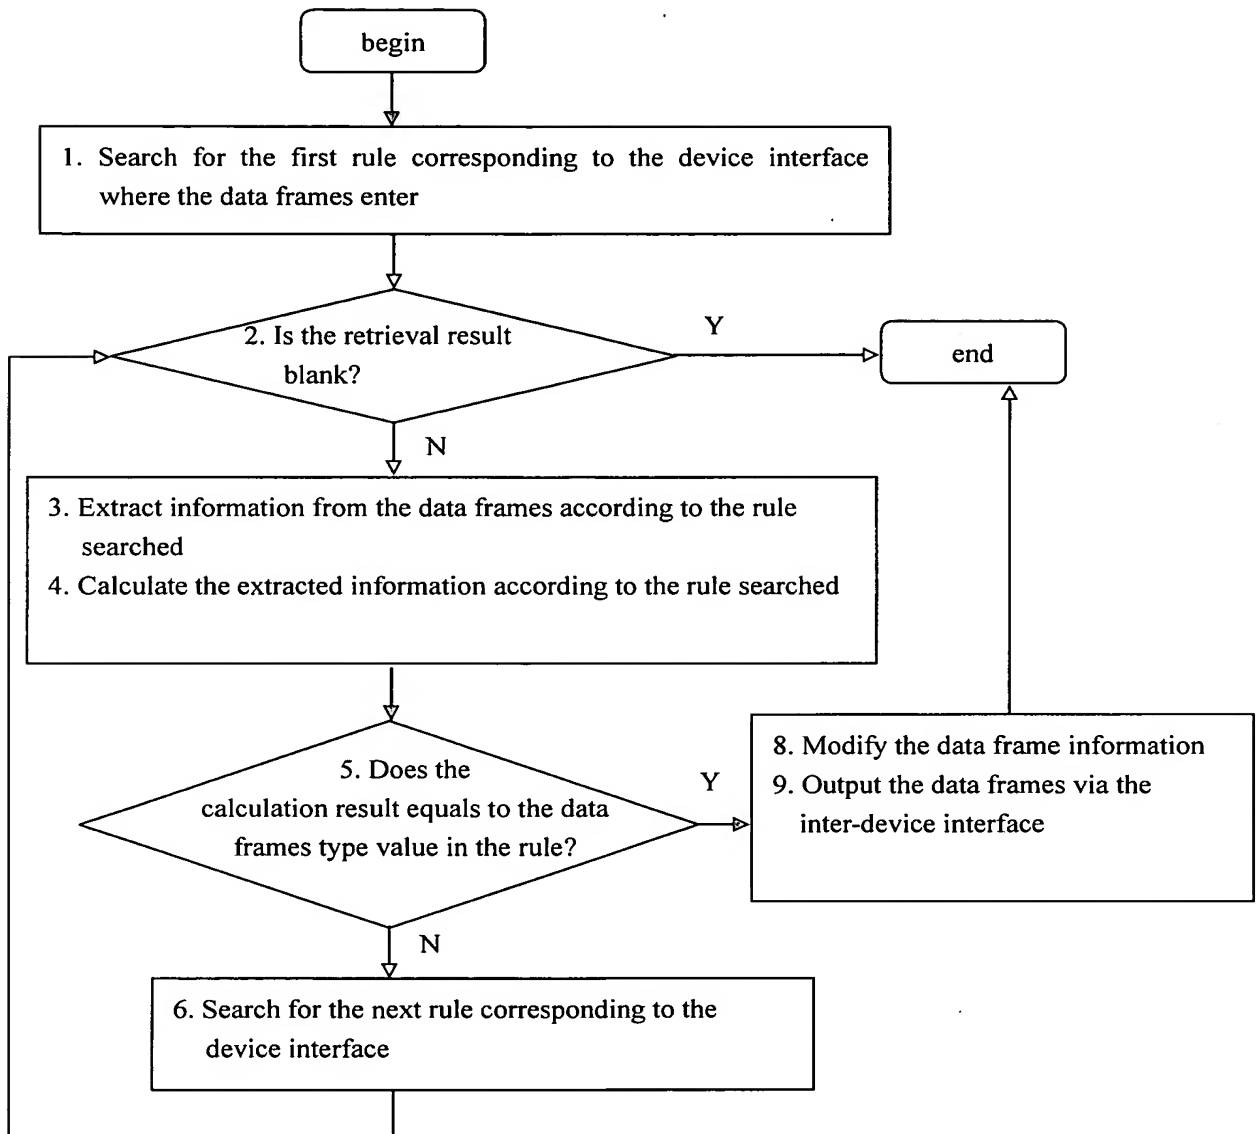 begin
1. Search for the first rule corresponding to the device interface
where the data frames enter
2. Is the retrieval result
blank?
Y
end
N
3. Extract information from the data frames according to the rule
searched
4. Calculate the extracted information according to the rule searched
5. Does the
calculation result equals to the data
frames type value in the rule?
Y
8. Modify the data frame information
9. Output the data frames via the
inter-device interface
N
6. Search for the next rule corresponding to the
device interface